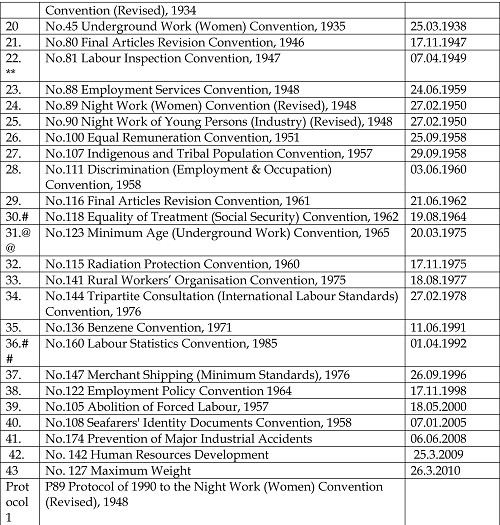 Convention (Revised), 1934
20 No.45 Underground Work (Women) Convention, 1935 25.03.1938
21. No.80 Final Articles Revision Convention, 1946 17.11.1947
22. No.81 Labour Inspection Convention, 1947 07.04.1949
**
23. No.88 Employment Services Convention, 1948 24.06.1959
24. No.89 Night Work (Women) Convention (Revised), 1948 27.02.1950
25. No.90 Night Work of Young Persons (Industry) (Revised), 1948 27.02.1950
26. No.100 Equal Remuneration Convention, 1951 25.09.1958
27. No.107 Indigenous and Tribal Population Convention, 1957 29.09.1958
28. No.111 Discrimination (Employment & Occupation) 03.06.1960
Convention, 1958
29. No.116 Final Articles Revision Convention, 1961 21.06.1962
30.# No.118 Equality of Treatment (Social Security) Convention, 1962 19.08.1964
31.@ No.123 Minimum Age (Underground Work) Convention, 1965 20.03.1975
@
32. No.115 Radiation Protection Convention, 1960 17.11.1975
33. No.141 Rural Workers' Organisation Convention, 1975 18.08.1977
34. No.144 Tripartite Consultation (International Labour Standards) 27.02.1978
Convention, 1976
35. No.136 Benzene Convention, 1971 11.06.1991
36.# No.160 Labour Statistics Convention, 1985 01.04.1992
#
37. No.147 Merchant Shipping (Minimum Standards), 1976 26.09.1996
38. No.122 Employment Policy Convention 1964 17.11.1998
39. No.105 Abolition of Forced Labour, 1957 18.05.2000
40. No.108 Seafarers' Identity Documents Convention, 1958 07.01.2005
41. No.174 Prevention of Major Industrial Accidents 06.06.2008
42. No. 142 Human Resources Development 25.3.2009
43 No. 127 Maximum Weight 26.3.2010
Prot P89 Protocol of 1990 to the Night Work (Women) Convention
ocol (Revised), 1948
1